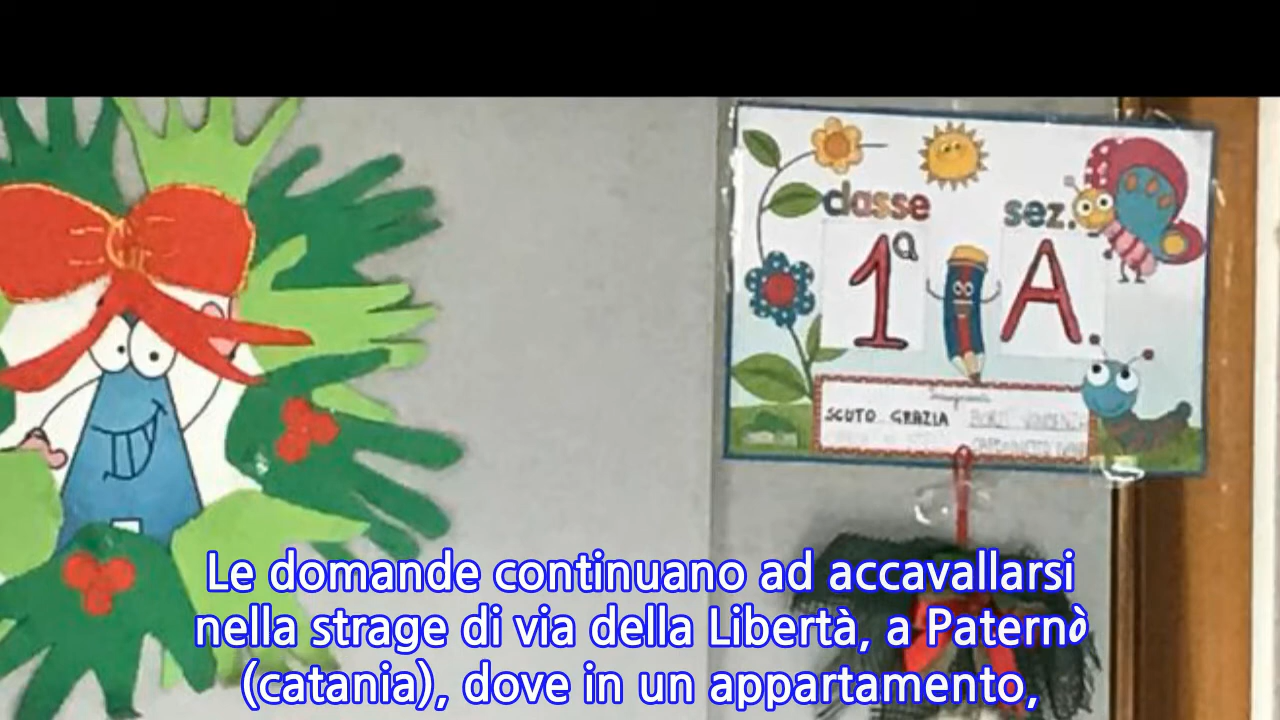 classe sez.
1a A
Insegnanti
SCUTO GRAZIA
Le domande continuano ad accavallarsi
nella strage di via della Libertà, a Paternò
(catania), dove in un appartamento,